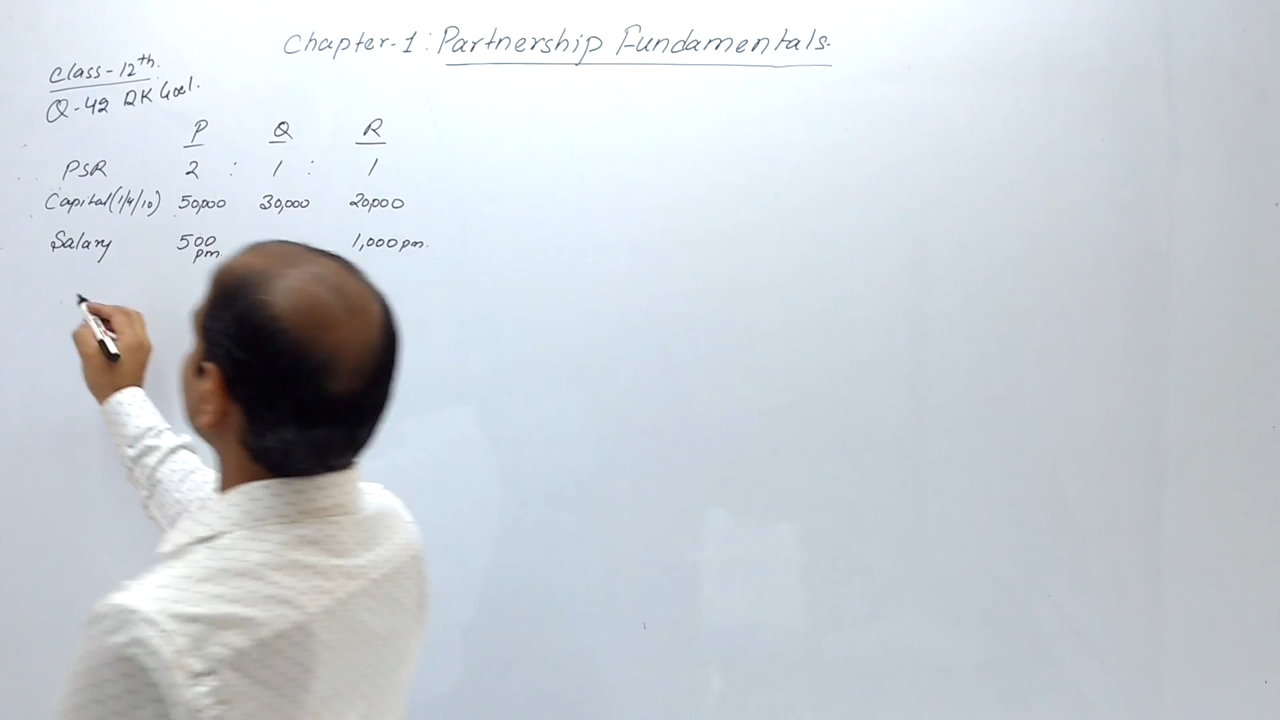 Chapter-1: Partnership Fundamentals.
Class-12th.
Q-42 RK Goel.
P Q R
PSR 2 : 1 : 1
Capital (1/4/10) 50,000 30,000 20,000
Salary 500 pm. 1,000 pm.